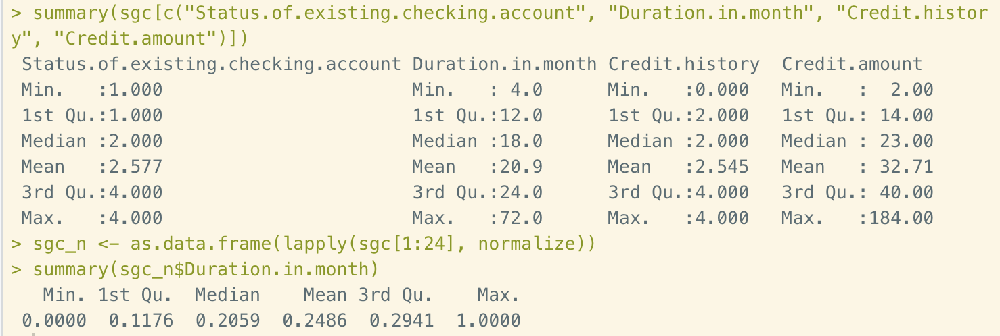 > summary(sgc[c("Status.of.existing.checking.account", "Duration.in.month", "Credit.histor
y", "Credit.amount")])
 Status.of.existing.checking.account Duration.in.month Credit.history  Credit.amount
 Min.   :1.000                       Min.   : 4.0      Min.   :0.000   Min.   :  2.00
 1st Qu.:1.000                       1st Qu.:12.0      1st Qu.:2.000   1st Qu.: 14.00
 Median :2.000                       Median :18.0      Median :2.000   Median : 23.00
 Mean   :2.577                       Mean   :20.9      Mean   :2.545   Mean   : 32.71
 3rd Qu.:4.000                       3rd Qu.:24.0      3rd Qu.:4.000   3rd Qu.: 40.00
 Max.   :4.000                       Max.   :72.0      Max.   :4.000   Max.   :184.00
> sgc_n <- as.data.frame(lapply(sgc[1:24], normalize))
> summary(sgc_n$Duration.in.month)
   Min. 1st Qu.  Median    Mean 3rd Qu.    Max.
 0.0000  0.1176  0.2059  0.2486  0.2941  1.0000